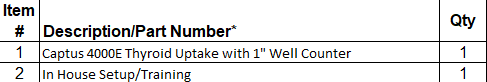 Item # Description/Part Number* Qty
1 Captus 4000E Thyroid Uptake with 1" Well Counter 1
2 In House Setup/Training 1